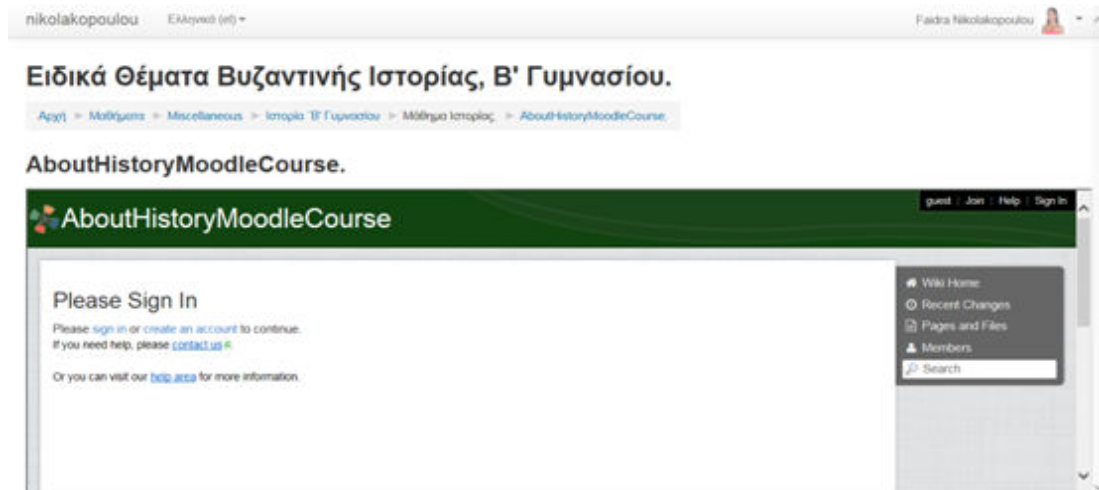 nikolakopoulou Ελληνικά (el) Faidra Nikolakopoulou
Ειδικά Θέματα Βυζαντινής Ιστορίας, Β' Γυμνασίου.
Αρχή Μαθήματα Miscellaneous Ιστορία 'Β' Γυμνασίου Μάθημα Ιστορίας AboutHistoryMoodleCourse.
AboutHistoryMoodleCourse.
guest | Join | Help | Sign In
AboutHistoryMoodleCourse
Please Sign In
Please sign in or create an account to continue.
If you need help, please contact us.
Or you can visit our help area for more information.
Wiki Home
Recent Changes
Pages and Files
Members
Search